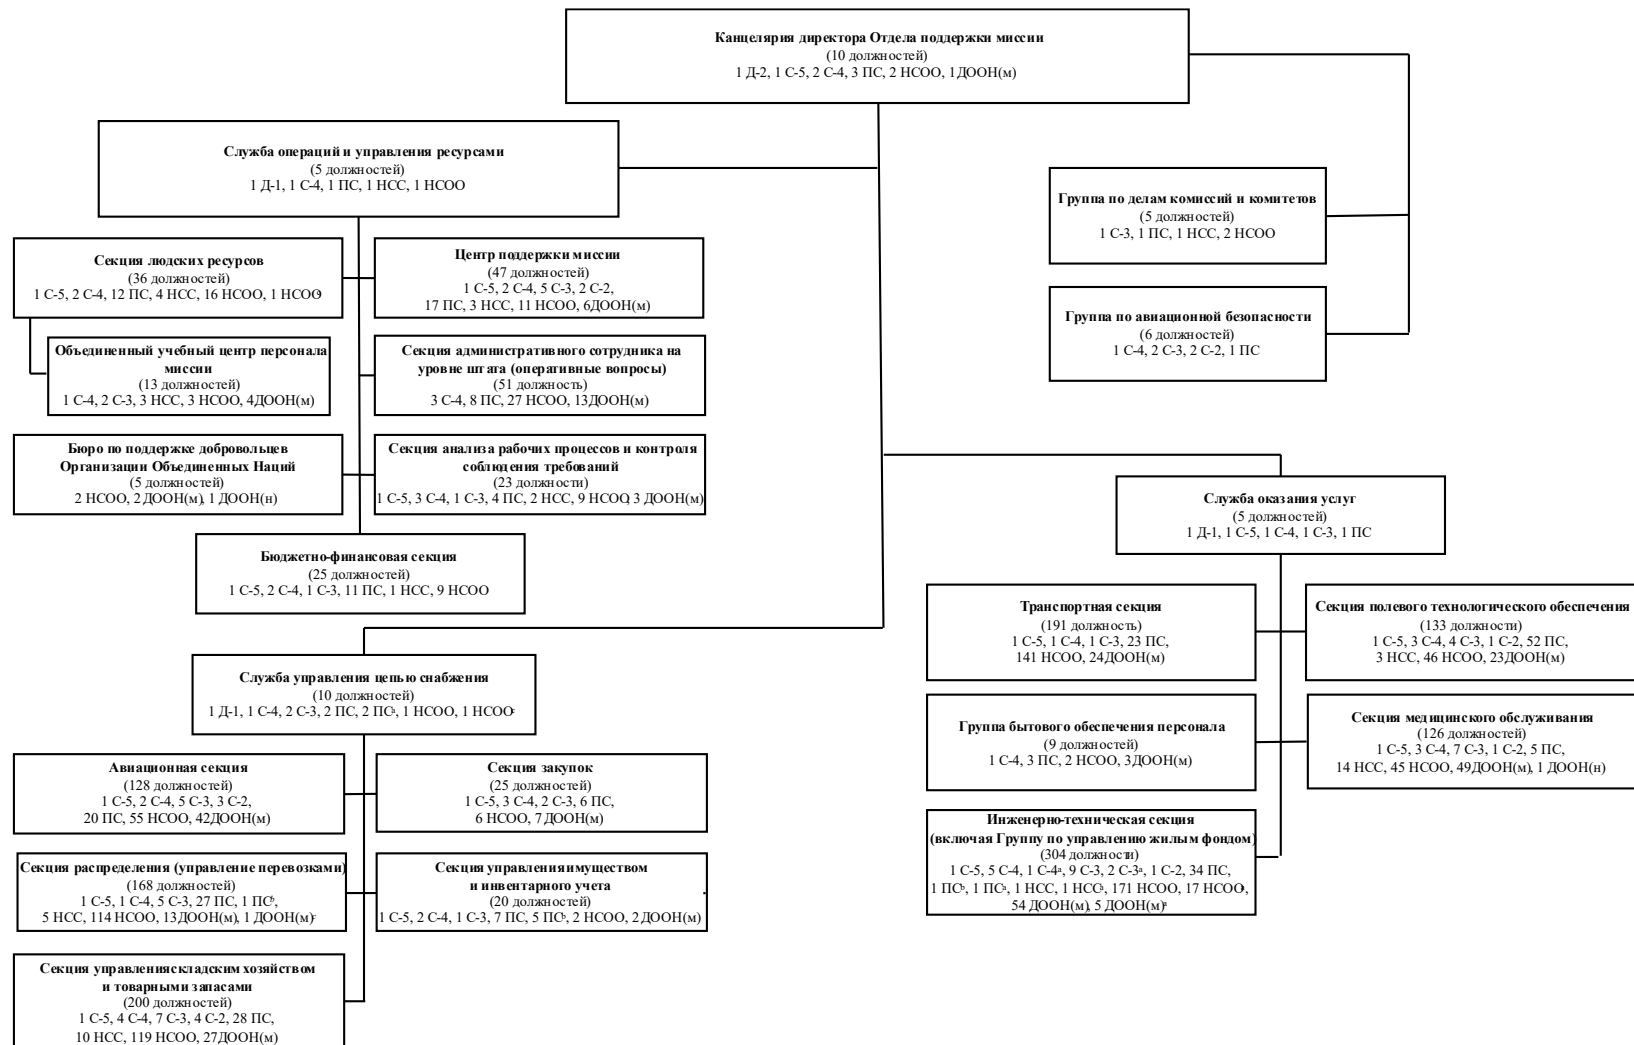 Канцелярия директора Отдела поддержки миссии
(10 должностей)
1 Д-2, 1 С-5, 2 С-4, 3 ПС, 2 НСОО, 1ДООН(м)
Служба операций и управления ресурсами
(5 должностей)
1 Д-1, 1 С-4, 1 ПС, 1 НСС, 1 НСОО
Группа по делам комиссий и комитетов
(5 должностей)
1 С-3, 1 ПС, 1 НСС, 2 НСОО
Секция людских ресурсов
(36 должностей)
1 С-5, 2 С-4, 12 ПС, 4 НСС, 16 НСОО, 1 НСОО
Центр поддержки миссии
(47 должностей)
1 С-5, 2 С-4, 5 С-3, 2 С-2,
17 ПС, 3 НСС, 11 НСОО, 6ДООН(м)
Группа по авиационной безопасности
(6 должностей)
1 С-4, 2 С-3, 2 С-2, 1 ПС
Объединенный учебный центр персонала
миссии
(13 должностей)
1 С-4, 2 С-3, 3 НСС, 3 НСОО, 4ДООН(м)
Секция административного сотрудника на
уровне штата (оперативные вопросы)
(51 должность)
3 С-4, 8 ПС, 27 НСОО, 13ДООН(м)
Бюро по поддержке добровольцев
Организации Объединенных Наций
(5 должностей)
2 НСОО, 2ДООН(м), 1 ДООН(н)
Секция анализа рабочих процессов и контроля
соблюдения требований
(23 должности)
1 С-5, 3 С-4, 1 С-3, 4 ПС, 2 НСС, 9 НСОО, 3 ДООН(м)
Бюджетно-финансовая секция
(25 должностей)
1 С-5, 2 С-4, 1 С-3, 11 ПС, 1 НСС, 9 НСОО
Служба оказания услуг
(5 должностей)
1 Д-1, 1 С-5, 1 С-4, 1 С-3, 1 ПС
Транспортная секция
(191 должность)
1 С-5, 1 С-4, 1 С-3, 23 ПС,
141 НСОО, 24ДООН(м)
Секция полевого технологического обеспечения
(133 должности)
1 С-5, 3 С-4, 4 С-3, 1 С-2, 52 ПС,
3 НСС, 46 НСОО, 23ДООН(м)
Служба управления цепью снабжения
(10 должностей)
1 Д-1, 1 С-4, 2 С-3, 2 ПС, 2 ПСᵃ, 1 НСОО, 1 НСООᶜ
Группа бытового обеспечения персонала
(9 должностей)
1 С-4, 3 ПС, 2 НСОО, 3ДООН(м)
Секция медицинского обслуживания
(126 должностей)
1 С-5, 3 С-4, 7 С-3, 1 С-2, 5 ПС,
14 НСС, 45 НСОО, 49ДООН(м), 1 ДООН(н)
Авиационная секция
(128 должностей)
1 С-5, 2 С-4, 5 С-3, 3 С-2,
20 ПС, 55 НСОО, 42ДООН(м)
Секция закупок
(25 должностей)
1 С-5, 3 С-4, 2 С-3, 6 ПС,
6 НСОО, 7ДООН(м)
Инженерно-техническая секция
(включая Группу по управлению жилым фондом)
(304 должности)
1 С-5, 5 С-4, 1 С-4ᵃ, 9 С-3, 2 С-3ᵃ, 1 С-2, 34 ПС,
1 ПСᵇ, 1 ПСᵃ, 1 НСС, 1 НССᵃ, 171 НСОО, 17 НСОО,
54 ДООН(м), 5 ДООН(м)ᵃ
Секция распределения (управление перевозками)
(168 должностей)
1 С-5, 1 С-4, 5 С-3, 27 ПС, 1 ПСᵇ,
5 НСС, 114 НСОО, 13ДООН(м), 1 ДООН(м)ᶜ
Секция управления имуществом
и инвентарного учета
(20 должностей)
1 С-5, 2 С-4, 1 С-3, 7 ПС, 5 ПСᵇ, 2 НСОО, 2ДООН(м)
Секция управления складским хозяйством
и товарными запасами
(200 должностей)
1 С-5, 4 С-4, 7 С-3, 4 С-2, 28 ПС,
10 НСС, 119 НСОО, 27ДООН(м)